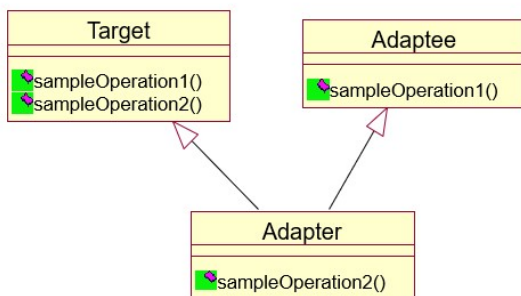 Target
sampleOperation1()
sampleOperation2()
Adaptee
sampleOperation1()
Adapter
sampleOperation2()